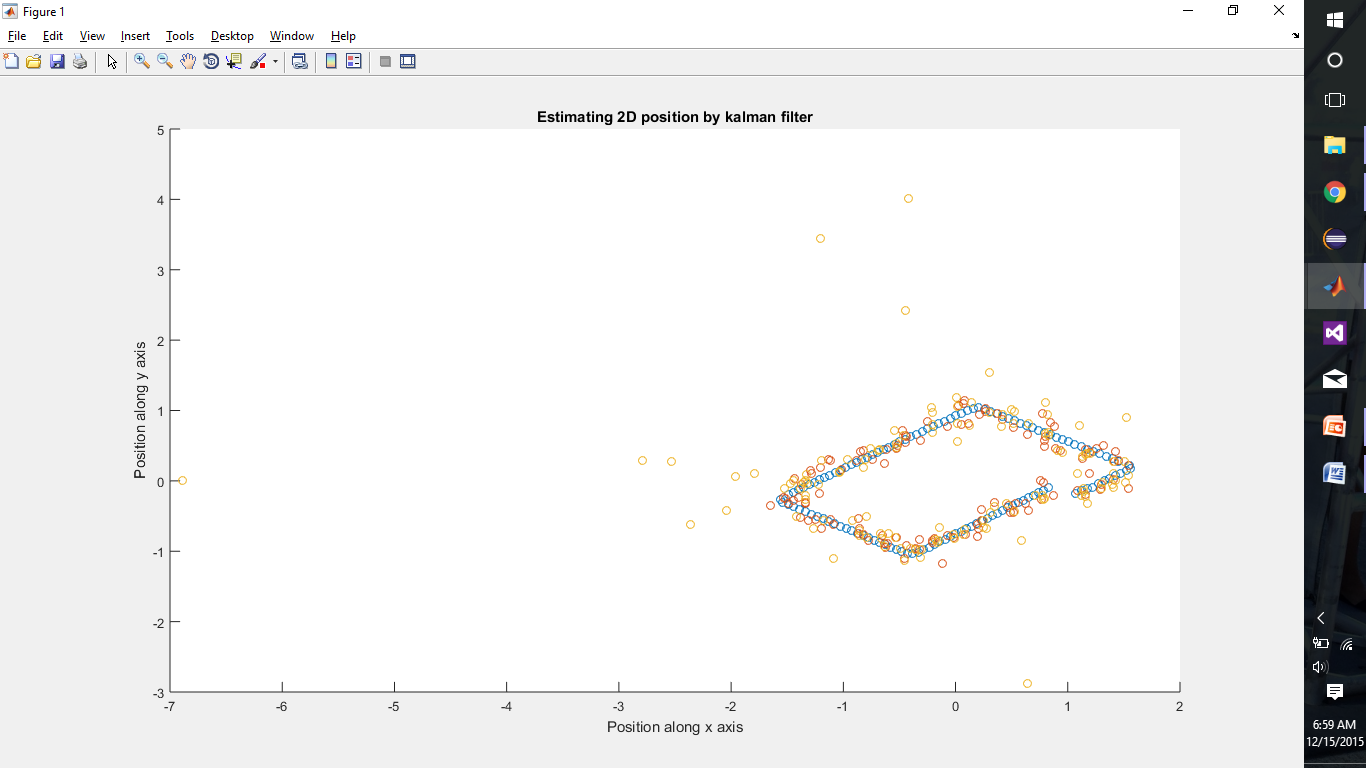 Figure 1
File Edit View Insert Tools Desktop Window Help
Estimating 2D position by kalman filter
5
4
3
2
1
0
-1
-2
-3
Position along y axis
-7 -6 -5 -4 -3 -2 -1 0 1 2
Position along x axis
6:59 AM
12/15/2015